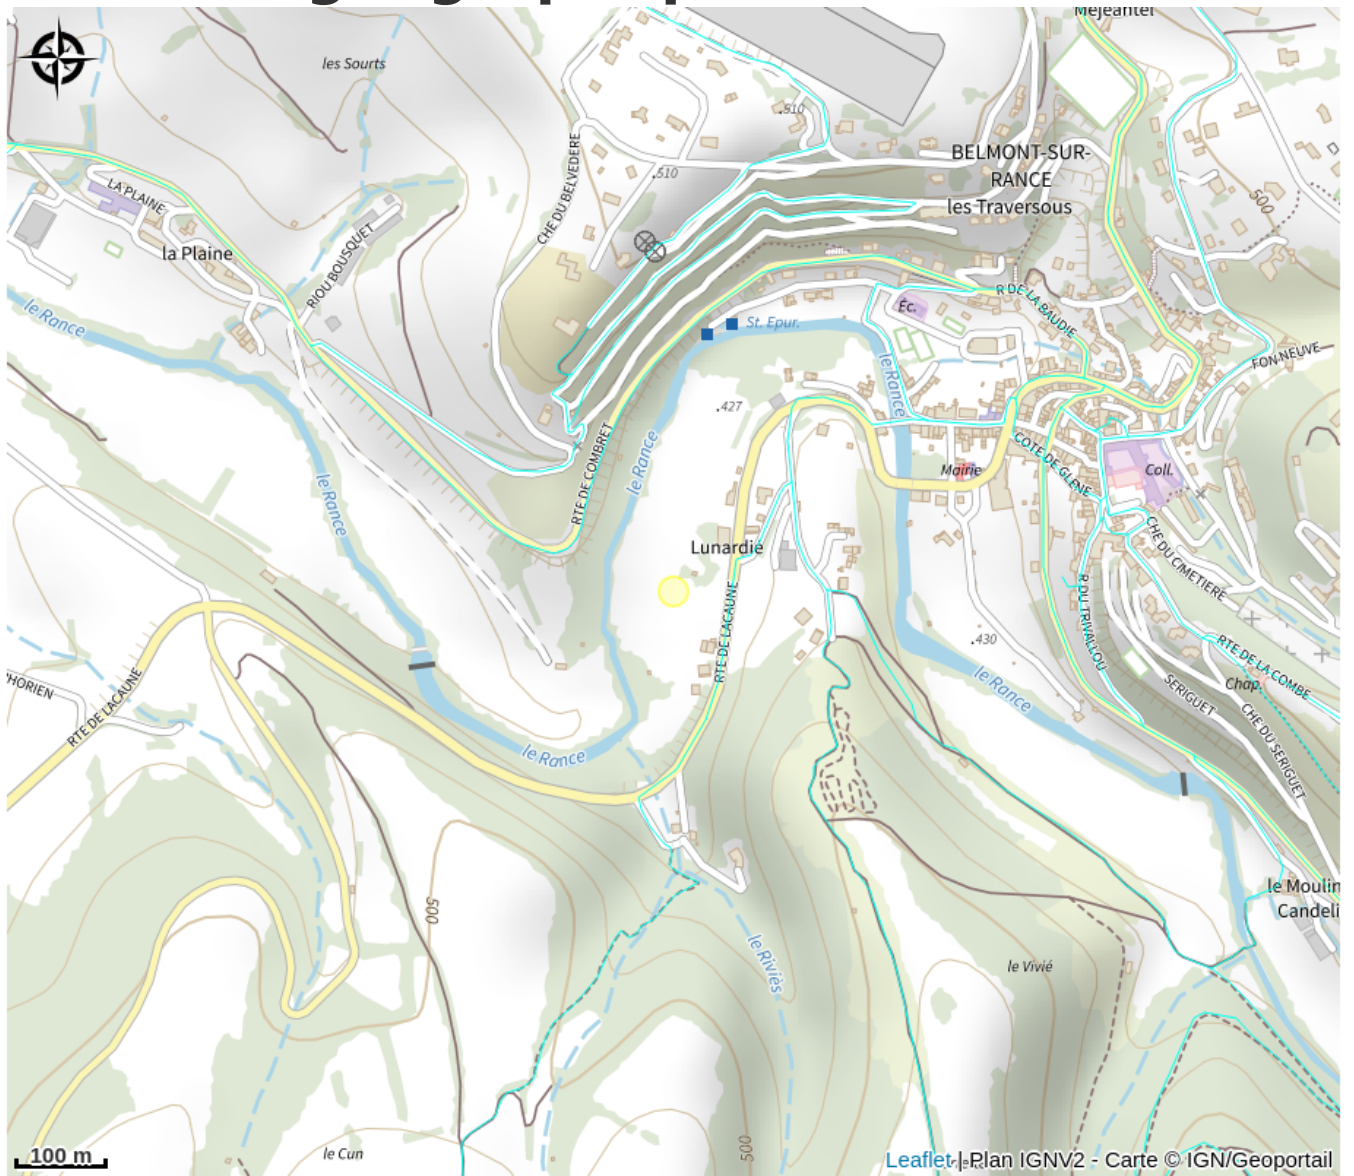 Méjeantel
les Sourts
.510
BELMONT-SUR-
RANCE
.510
CHE DU BELVEDERE
LA PLAINE
les Traversous
500
la Plaine
RIOU BOUSQUET
le Rance
R DE LA BAUDIE
Éc.
St. Epur.
FON NEUVE
le Rance
.427
RTE DE COMBRET
le Rance
COTE DE GLENE
Mairie
Coll.
le Rance
Lunardie
CHE DU CIMETIERE
RTE DE LACAUNE
R DU TRIVALLOU
.430
RTE DE LA COMBE
PHORIEN
RTE DE LACAUNE
le Rance
SERIGUET
Chap.
CHE DU SERIGUET
le Rance
le Moulin
Candeli
500
le Riviès
le Vivié
500
le Cun
100 m
Leaflet | Plan IGNV2 - Carte © IGN/Geoportail